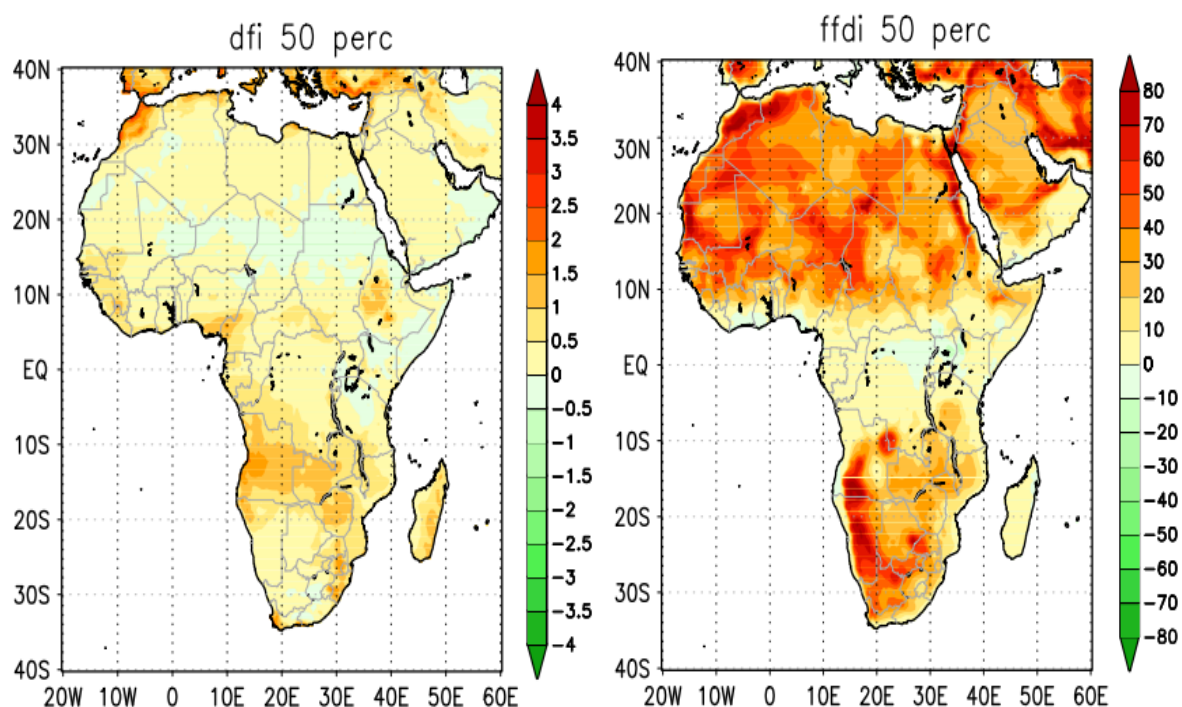 dfi 50 perc
40N
30N
20N
10N
EQ
10S
20S
30S
40S
20W 10W 0 10E 20E 30E 40E 50E 60E
4
3.5
3
2.5
2
1.5
1
0.5
0
-0.5
-1
-1.5
-2
-2.5
-3
-3.5
-4
ffdi 50 perc
40N
30N
20N
10N
EQ
10S
20S
30S
40S
20W 10W 0 10E 20E 30E 40E 50E 60E
80
70
60
50
40
30
20
10
0
-10
-20
-30
-40
-50
-60
-70
-80